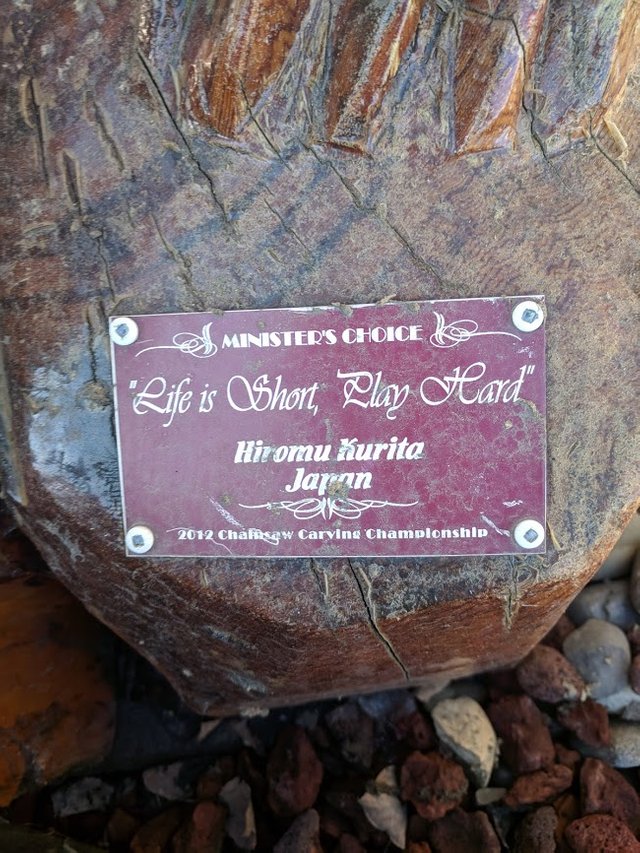 MINISTER'S CHOICE
"Life is Short, Play Hard"
Hiromu Kurita
Japan
2012 Chainsaw Carving Championship